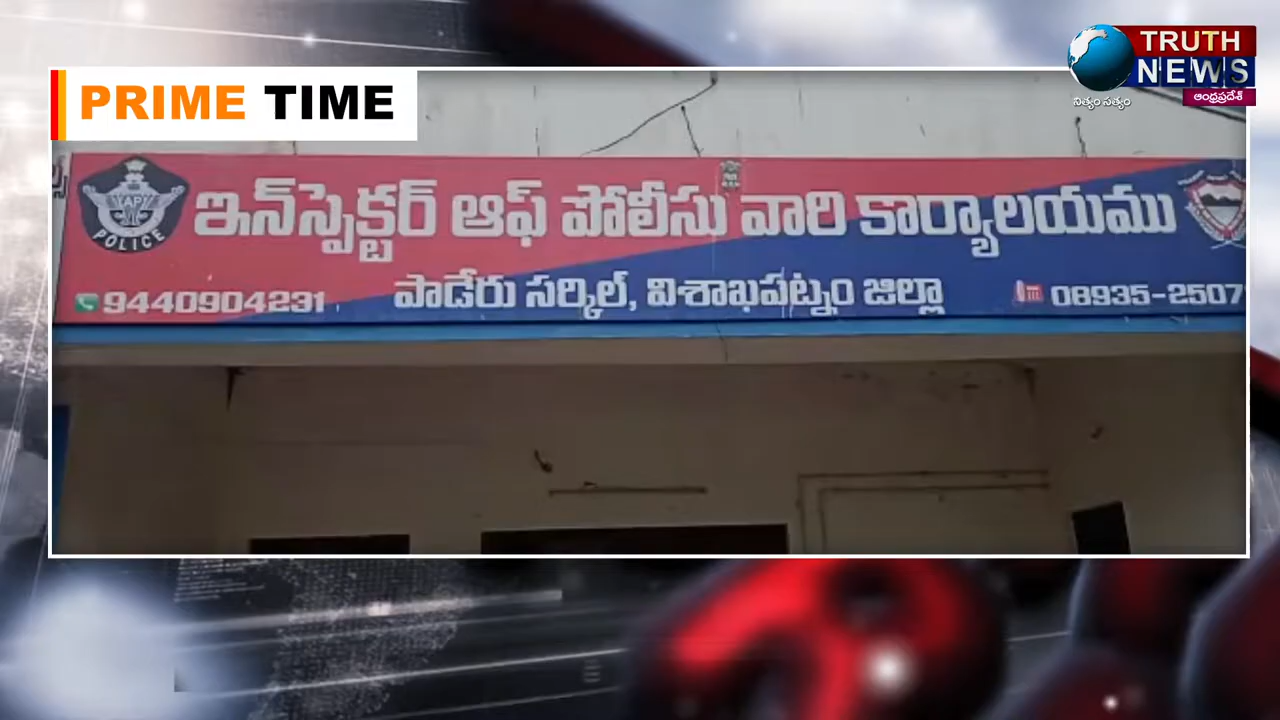 PRIME TIME
TRUTH
NEWS
ఆంధ్రప్రదేశ్
నిత్యం సత్యం
ఇన్‌స్పెక్టర్ ఆఫ్ పోలీసు వారి కార్యాలయము
AP
POLICE
పాడేరు సర్కిల్, విశాఖపట్నం జిల్లా
9440904231
08935-2507